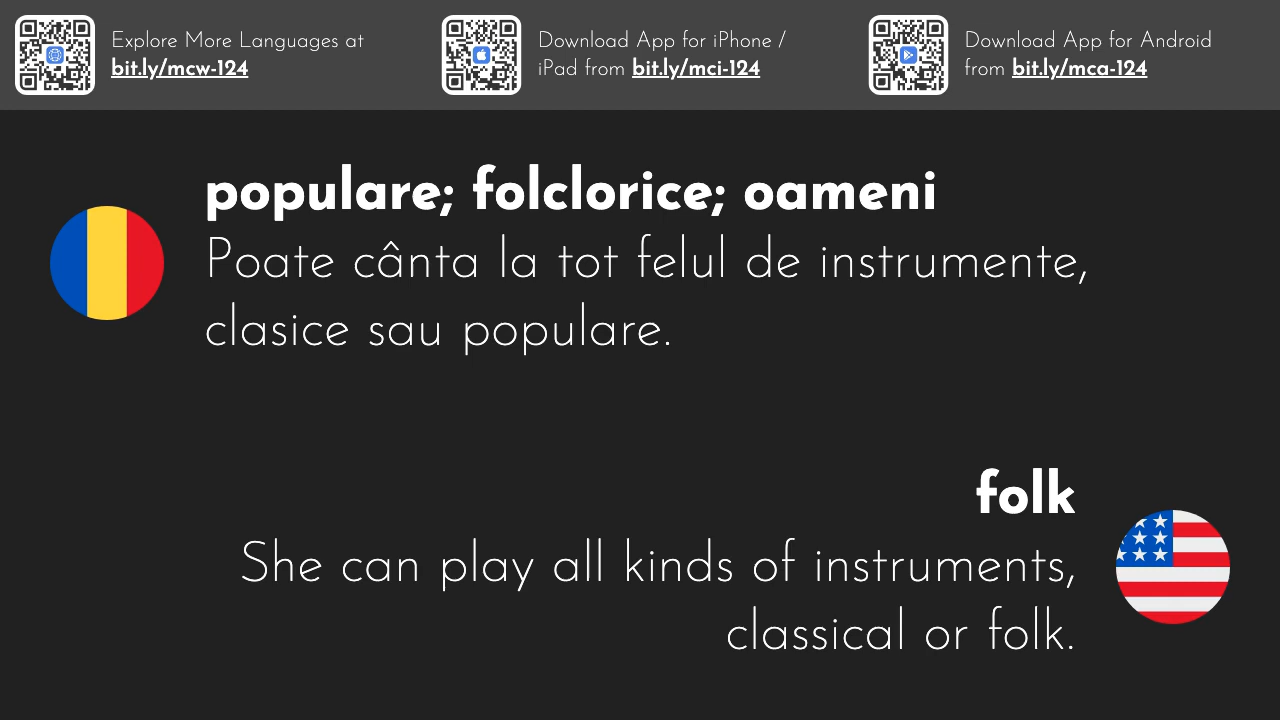 Explore More Languages at
bit.ly/mcw-124
Download App for iPhone /
iPad from bit.ly/mci-124
Download App for Android
from bit.ly/mca-124
populare; folclorice; oameni
Poate cânta la tot felul de instrumente,
clasice sau populare.
folk
She can play all kinds of instruments,
classical or folk.